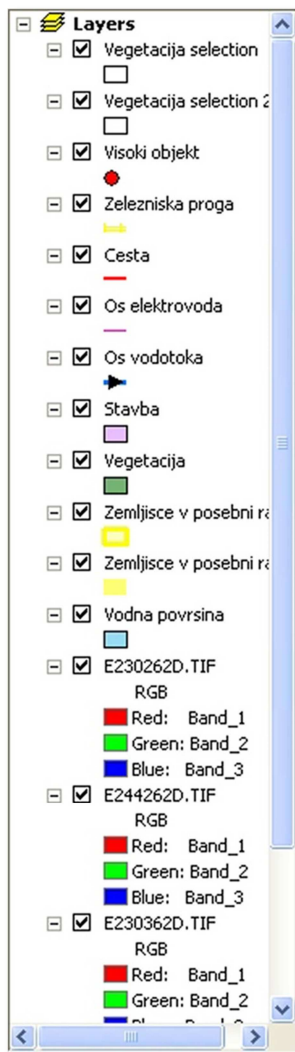 Layers
Vegetacija selection
Vegetacija selection 2
Visoki objekt
Zelezniska proga
Cesta
Os elektrovoda
Os vodotoka
Stavba
Vegetacija
Zemljisce v posebni ra
Zemljisce v posebni ra
Vodna povrsina
E230262D.TIF
RGB
Red: Band_1
Green: Band_2
Blue: Band_3
E244262D.TIF
RGB
Red: Band_1
Green: Band_2
Blue: Band_3
E230362D.TIF
RGB
Red: Band_1
Green: Band_2